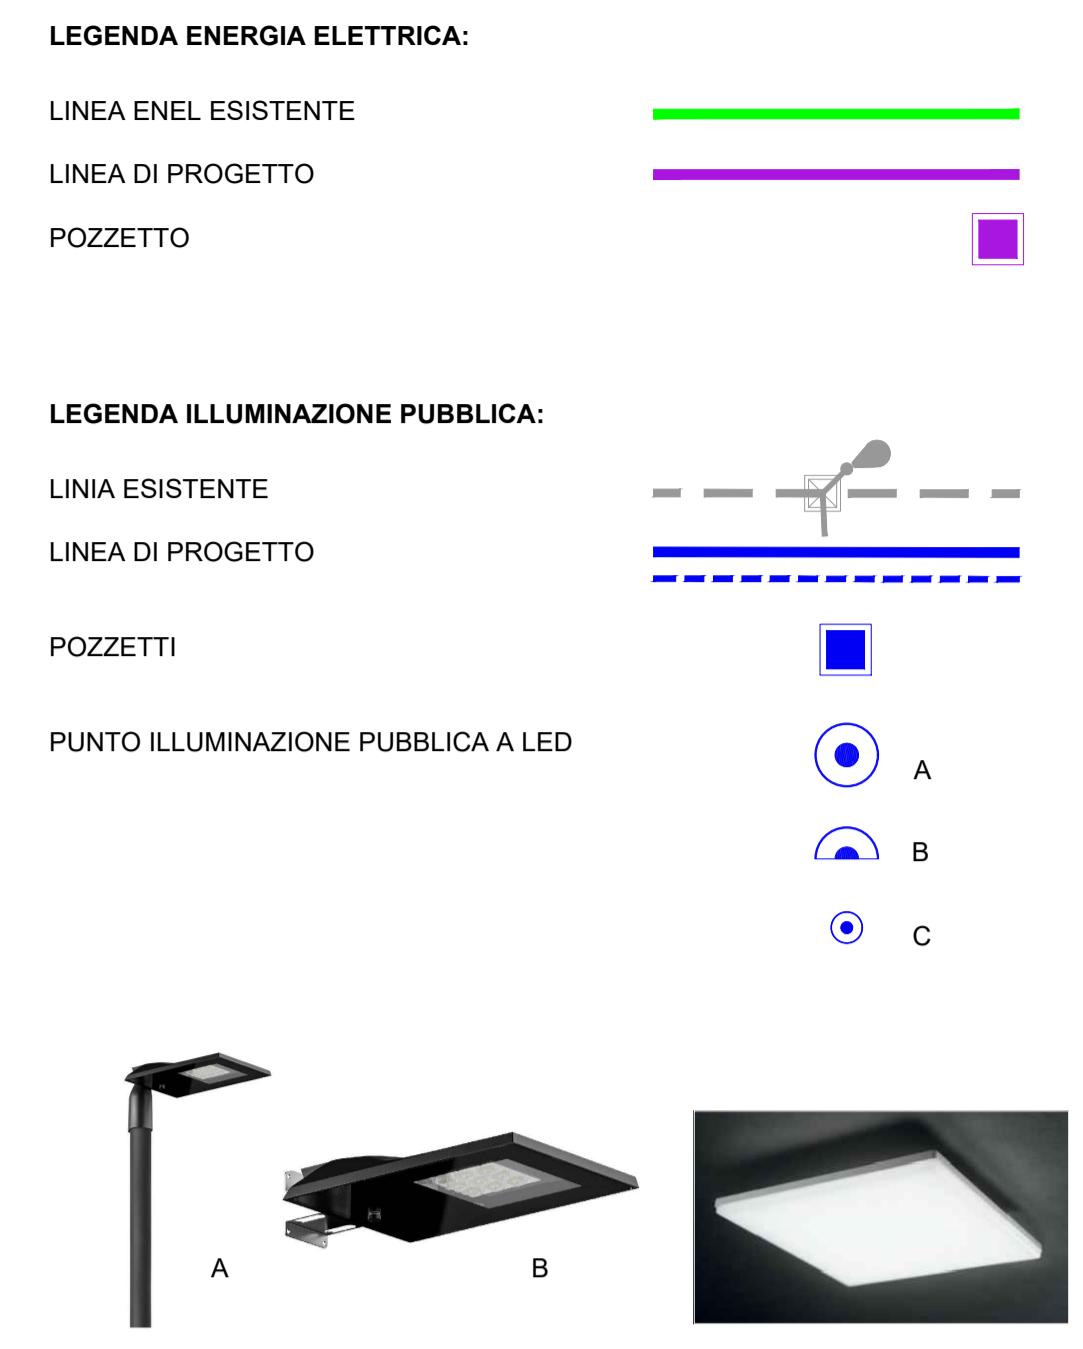 LEGENDA ENERGIA ELETTRICA:
LINEA ENEL ESISTENTE
LINEA DI PROGETTO
POZZETTO
LEGENDA ILLUMINAZIONE PUBBLICA:
LINIA ESISTENTE
LINEA DI PROGETTO
POZZETTI
PUNTO ILLUMINAZIONE PUBBLICA A LED
A
B
C
A
B